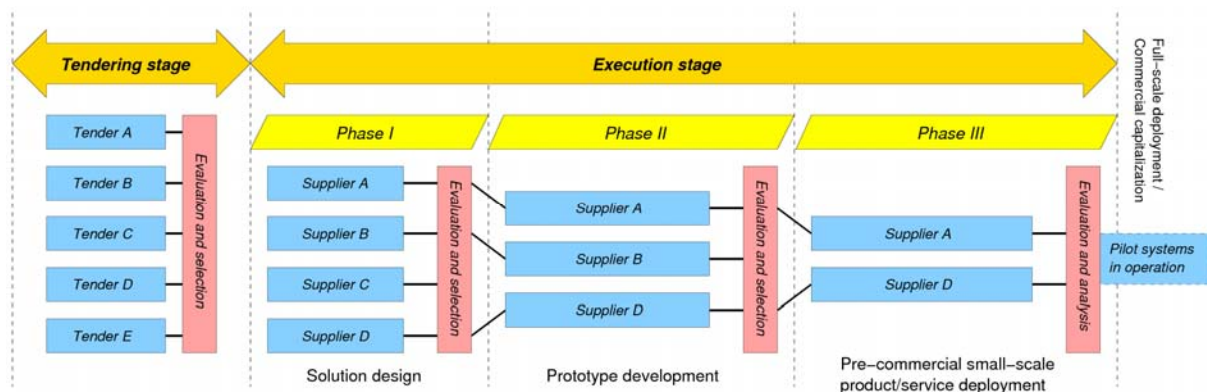 Tendering stage
Execution stage
Full-scale deployment /
Commercial capitalization
Tender A
Tender B
Tender C
Tender D
Tender E
Evaluation and selection
Phase I
Supplier A
Supplier B
Supplier C
Supplier D
Evaluation and selection
Solution design
Phase II
Supplier A
Supplier B
Supplier D
Evaluation and selection
Prototype development
Phase III
Supplier A
Supplier D
Evaluation and analysis
Pre-commercial small-scale
product/service deployment
Pilot systems
in operation